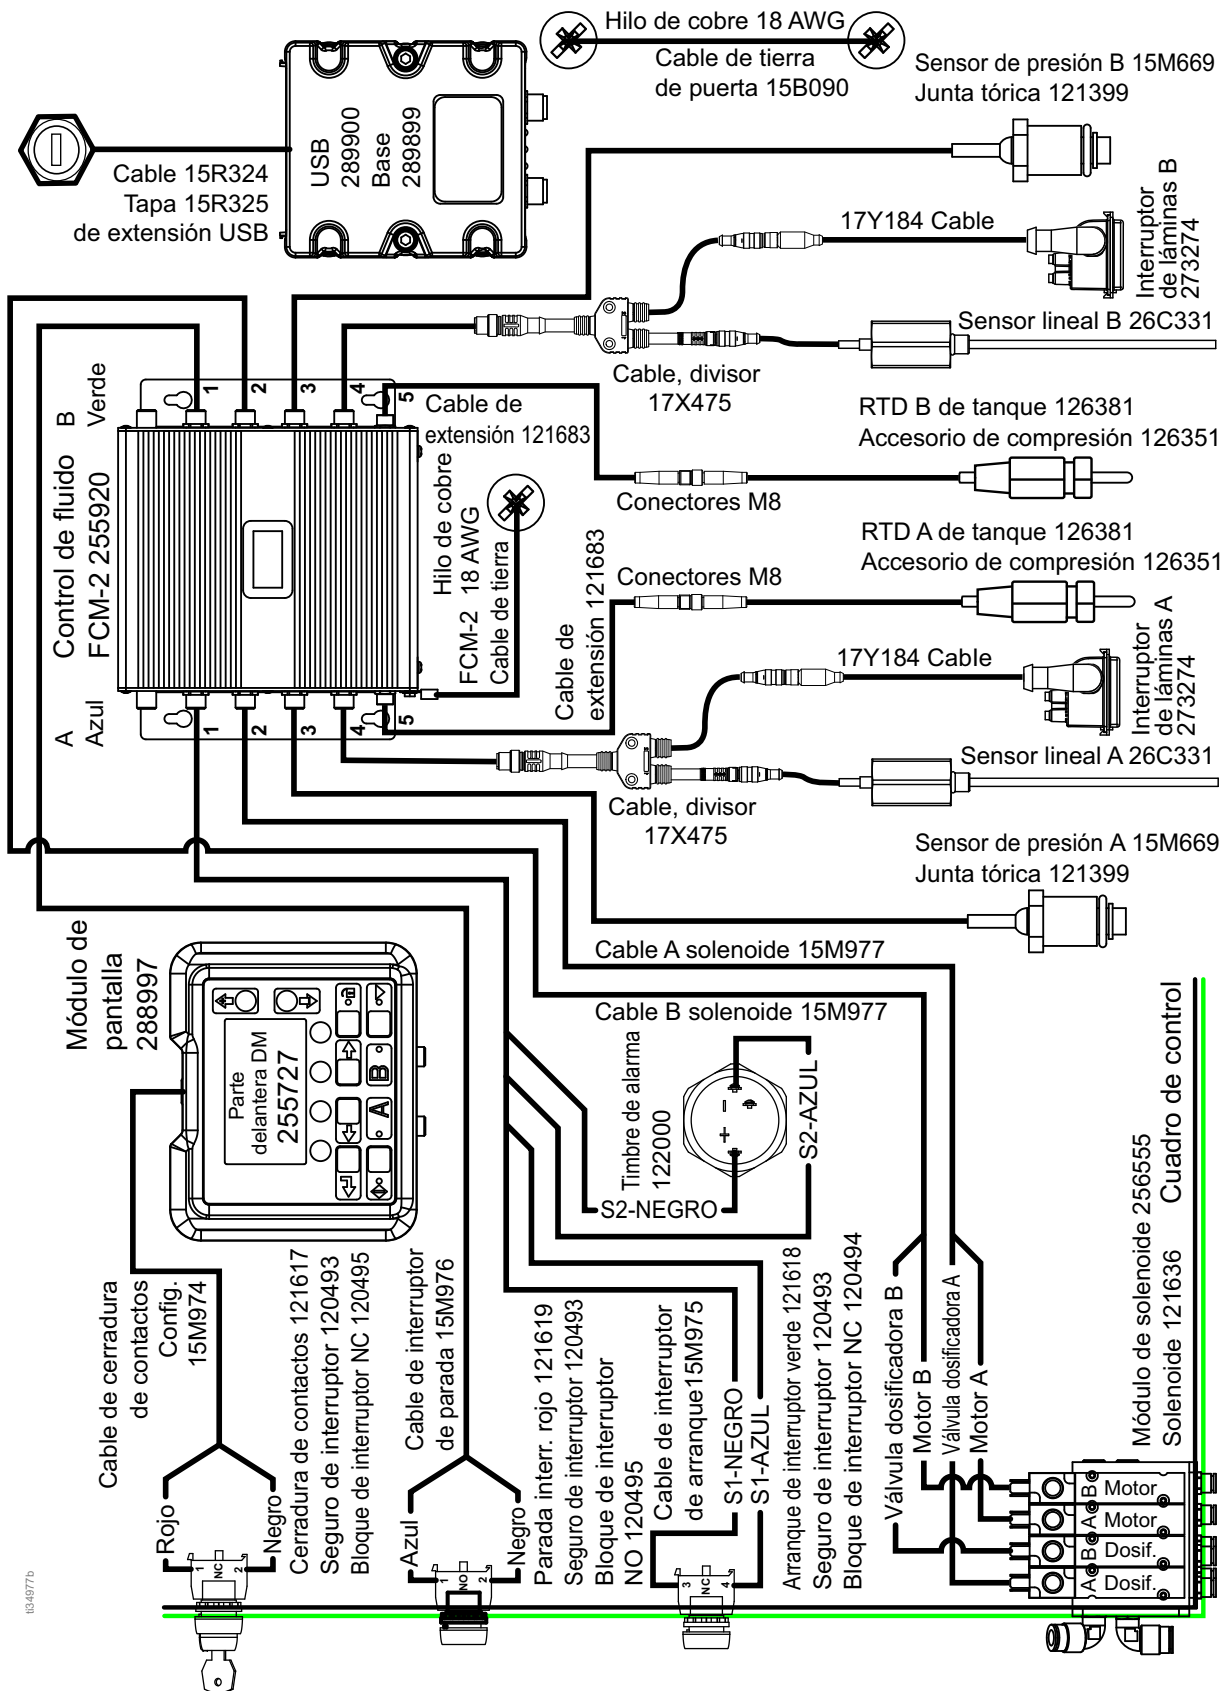 Hilo de cobre 18 AWG
Cable de tierra
de puerta 15B090
Sensor de presión B 15M669
Junta tórica 121399
USB
289900
Base
289899
Cable 15R324
Tapa 15R325
de extensión USB
17Y184 Cable
Interruptor
de láminas B
273274
Sensor lineal B 26C331
Cable, divisor
17X475
B
Verde
1
2
3
4
5
Control de fluido
FCM-2 255920
A
Azul
1
2
3
4
5
Cable de
extensión 121683
Hilo de cobre
FCM-2 18 AWG
Cable de tierra
RTD B de tanque 126381
Accesorio de compresión 126351
Conectores M8
RTD A de tanque 126381
Accesorio de compresión 126351
Conectores M8
Cable de
extensión 121683
17Y184 Cable
Interruptor
de láminas A
273274
Sensor lineal A 26C331
Cable, divisor
17X475
Sensor de presión A 15M669
Junta tórica 121399
Módulo de
pantalla
288997
Parte
delantera DM
255727
A
B
Cable A solenoide 15M977
Cable B solenoide 15M977
Timbre de alarma
122000
+
–
S2-AZUL
S2-NEGRO
Cable de cerradura
de contactos
Config.
15M974
Rojo
Negro
1
NC
2
Cerradura de contactos 121617
Seguro de interruptor 120493
Bloque de interruptor NC 120495
Cable de interruptor
de parada 15M976
Azul
Negro
1
NO
2
Parada interr. rojo 121619
Seguro de interruptor 120493
Bloque de interruptor
NO 120495
Cable de interruptor
de arranque15M975
S1-NEGRO
S1-AZUL
3
NC
4
Arranque de interruptor verde 121618
Seguro de interruptor 120493
Bloque de interruptor NC 120494
Válvula dosificadora B
Motor B
Válvula dosificadora A
Motor A
Módulo de solenoide 256555
Solenoide 121636
Cuadro de control
B Motor
A Motor
B Dosif.
A Dosif.
ti34977b